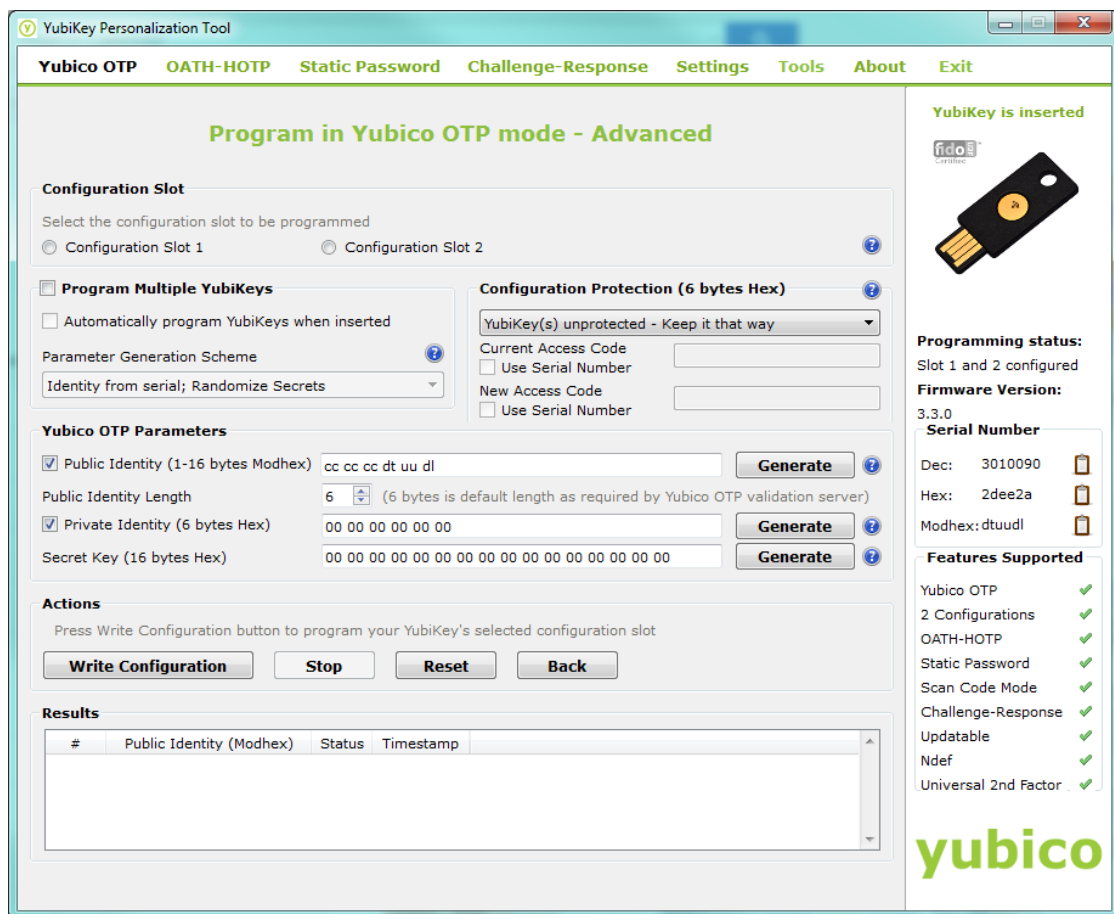 YubiKey Personalization Tool
Yubico OTP OATH-HOTP Static Password Challenge-Response Settings Tools About Exit
Program in Yubico OTP mode - Advanced
Configuration Slot
Select the configuration slot to be programmed
Configuration Slot 1 Configuration Slot 2
Program Multiple YubiKeys
Automatically program YubiKeys when inserted
Parameter Generation Scheme
Identity from serial; Randomize Secrets
Configuration Protection (6 bytes Hex)
YubiKey(s) unprotected - Keep it that way
Current Access Code
Use Serial Number
New Access Code
Use Serial Number
Yubico OTP Parameters
Public Identity (1-16 bytes Modhex) cc cc cc dt uu dl Generate
Public Identity Length 6 (6 bytes is default length as required by Yubico OTP validation server)
Private Identity (6 bytes Hex) 00 00 00 00 00 00 Generate
Secret Key (16 bytes Hex) 00 00 00 00 00 00 00 00 00 00 00 00 00 00 00 00 Generate
Actions
Press Write Configuration button to program your YubiKey's selected configuration slot
Write Configuration Stop Reset Back
Results
# Public Identity (Modhex) Status Timestamp
YubiKey is inserted
fido
Certified
Programming status:
Slot 1 and 2 configured
Firmware Version:
3.3.0
Serial Number
Dec: 3010090
Hex: 2dee2a
Modhex: dtuudl
Features Supported
Yubico OTP
2 Configurations
OATH-HOTP
Static Password
Scan Code Mode
Challenge-Response
Updatable
Ndef
Universal 2nd Factor
yubico